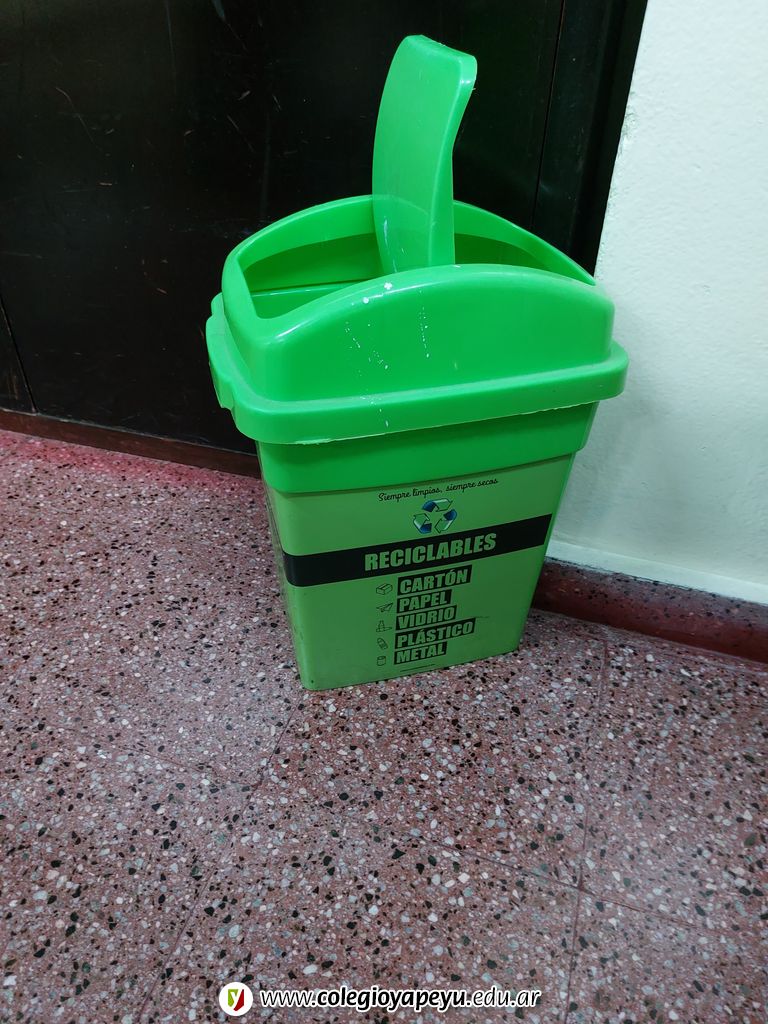 Siempre limpios, siempre secos
RECICLABLES
CARTÓN
PAPEL
VIDRIO
PLÁSTICO
METAL
www.colegioyapeyu.edu.ar